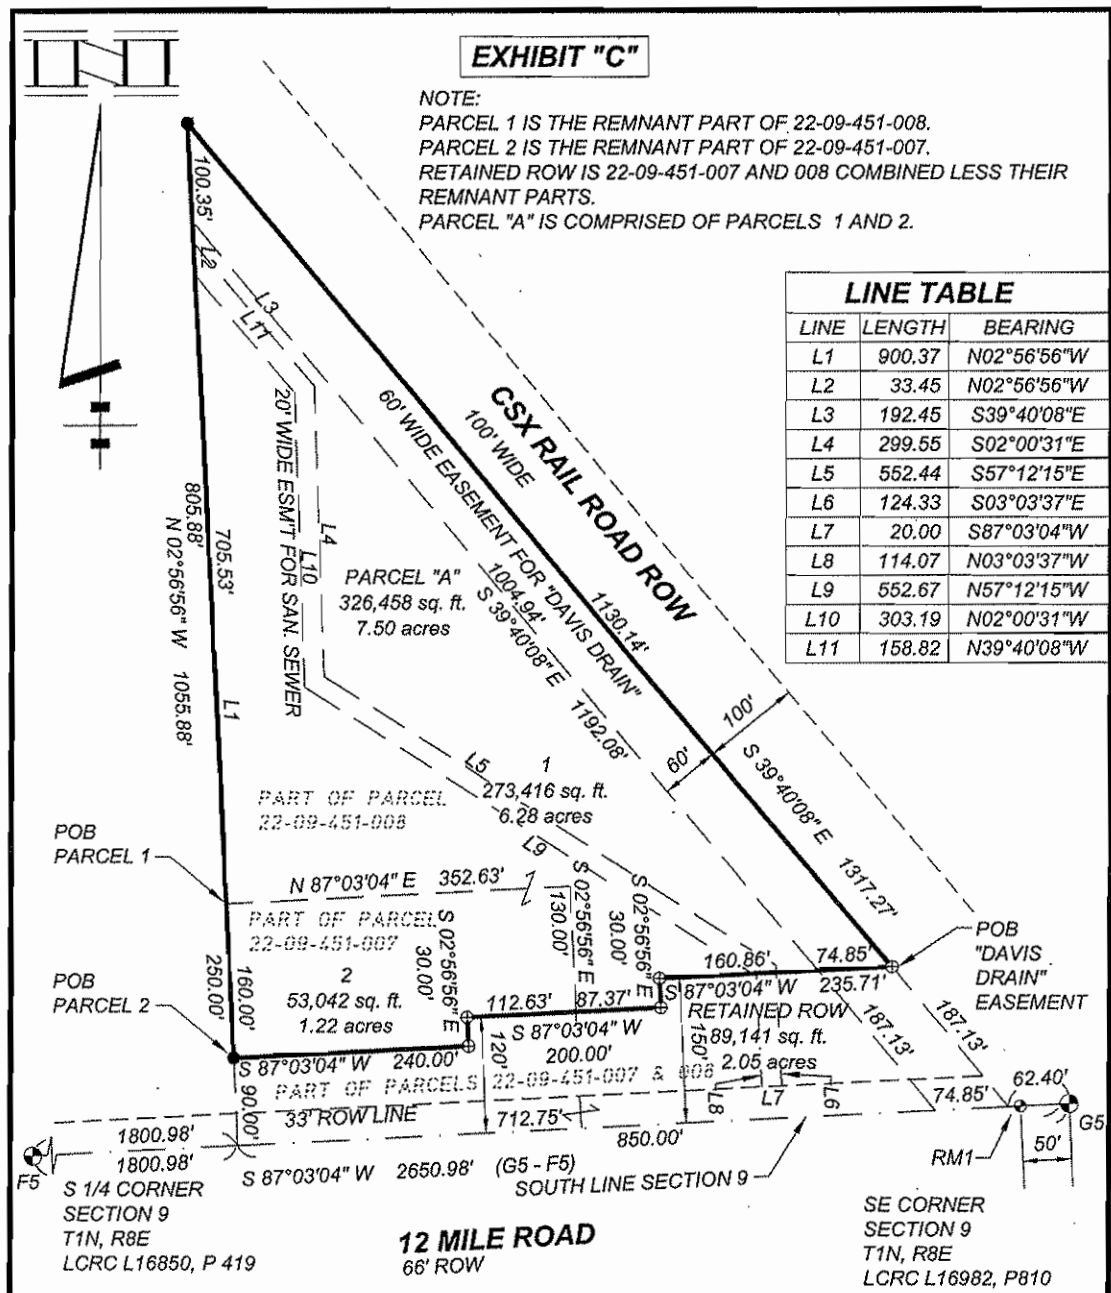 EXHIBIT "C"
NOTE:
PARCEL 1 IS THE REMNANT PART OF 22-09-451-008.
PARCEL 2 IS THE REMNANT PART OF 22-09-451-007.
RETAINED ROW IS 22-09-451-007 AND 008 COMBINED LESS THEIR
REMNANT PARTS.
PARCEL "A" IS COMPRISED OF PARCELS 1 AND 2.
LINE TABLE
LINE LENGTH BEARING
L1 900.37 N02°56'56"W
L2 33.45 N02°56'56"W
L3 192.45 S39°40'08"E
L4 299.55 S02°00'31"E
L5 552.44 S57°12'15"E
L6 124.33 S03°03'37"E
L7 20.00 S87°03'04"W
L8 114.07 N03°03'37"W
L9 552.67 N57°12'15"W
L10 303.19 N02°00'31"W
L11 158.82 N39°40'08"W
100.35'
L2
L3
L11
CSX RAIL ROAD ROW
100' WIDE
60' WIDE EASEMENT FOR "DAVIS DRAIN"
20' WIDE ESM'T FOR SAN. SEWER
L4
L10
1130.14'
1004.94'
S 39°40'08" E
1192.08'
805.88'
705.53'
N 02°56'56" W 1055.88'
L1
PARCEL "A"
326,458 sq. ft.
7.50 acres
100'
60'
S 39°40'08" E 1317.27'
L5
1
273,416 sq. ft.
6.28 acres
L9
PART OF PARCEL
22-09-451-008
POB
PARCEL 1
N 87°03'04" E 352.63'
PART OF PARCELS
22-09-451-007
S 02°56'56" E
30.00'
S 02°56'56" E
130.00'
S 02°56'56" E
30.00'
POB
PARCEL 2
250.00'
160.00'
2
53,042 sq. ft.
1.22 acres
160.86'
74.85'
S 87°03'04" W 235.71'
POB
"DAVIS
DRAIN"
EASEMENT
112.63' 87.37'
S 87°03'04" W
200.00'
RETAINED ROW
89,141 sq. ft.
2.05 acres
187.13'
187.13'
S 87°03'04" W 240.00'
120'
150'
PART OF PARCELS 22-09-451-007 & 008
90.00'
33' ROW LINE
L8
L7
L6
712.75'
850.00'
74.85'
62.40'
G5
1800.98'
1800.98'
F5
S 87°03'04" W 2650.98' (G5 - F5)
SOUTH LINE SECTION 9
RM1
50'
S 1/4 CORNER
SECTION 9
T1N, R8E
LCRC L16850, P 419
12 MILE ROAD
66' ROW
SE CORNER
SECTION 9
T1N, R8E
LCRC L16982, P810